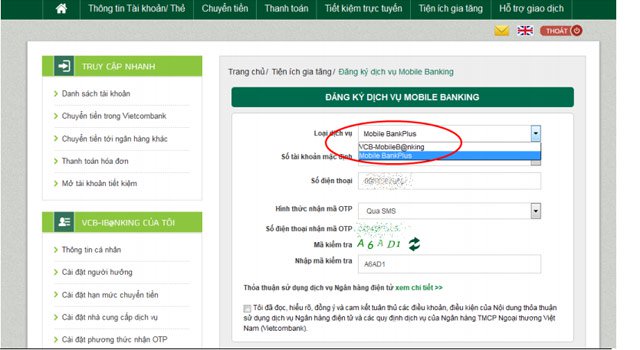 Thông tin Tài khoản/ Thẻ Chuyển tiền Thanh toán Tiết kiệm trực tuyến Tiện ích gia tăng Hỗ trợ giao dịch
THOÁT
TRUY CẬP NHANH
Danh sách tài khoản
Chuyển tiền trong Vietcombank
Chuyển tiền tới ngân hàng khác
Thanh toán hóa đơn
Mở tài khoản tiết kiệm
VCB-IB@NKING CỦA TÔI
Thông tin cá nhân
Cài đặt người hưởng
Cài đặt hạn mức chuyển tiền
Cài đặt nhà cung cấp dịch vụ
Cài đặt phương thức nhận OTP
Trang chủ/ Tiện ích gia tăng/ Đăng ký dịch vụ Mobile Banking
ĐĂNG KÝ DỊCH VỤ MOBILE BANKING
Loại dịch vụ Mobile BankPlus
VCB-MobileB@nking
Mobile BankPlus
Số tài khoản mặc định
Số điện thoại
Hình thức nhận mã OTP Qua SMS
Số điện thoại nhận mã OTP
Mã kiểm tra A6AD1
Nhập mã kiểm tra A6AD1
Thỏa thuận sử dụng dịch vụ Ngân hàng điện tử xem chi tiết >>
Tôi đã đọc, hiểu rõ, đồng ý và cam kết tuân thủ các điều khoản, điều kiện của Nội dung thỏa thuận
sử dụng dịch vụ Ngân hàng điện tử và các quy định dịch vụ của Ngân hàng TMCP Ngoại thương Việt
Nam (Vietcombank).